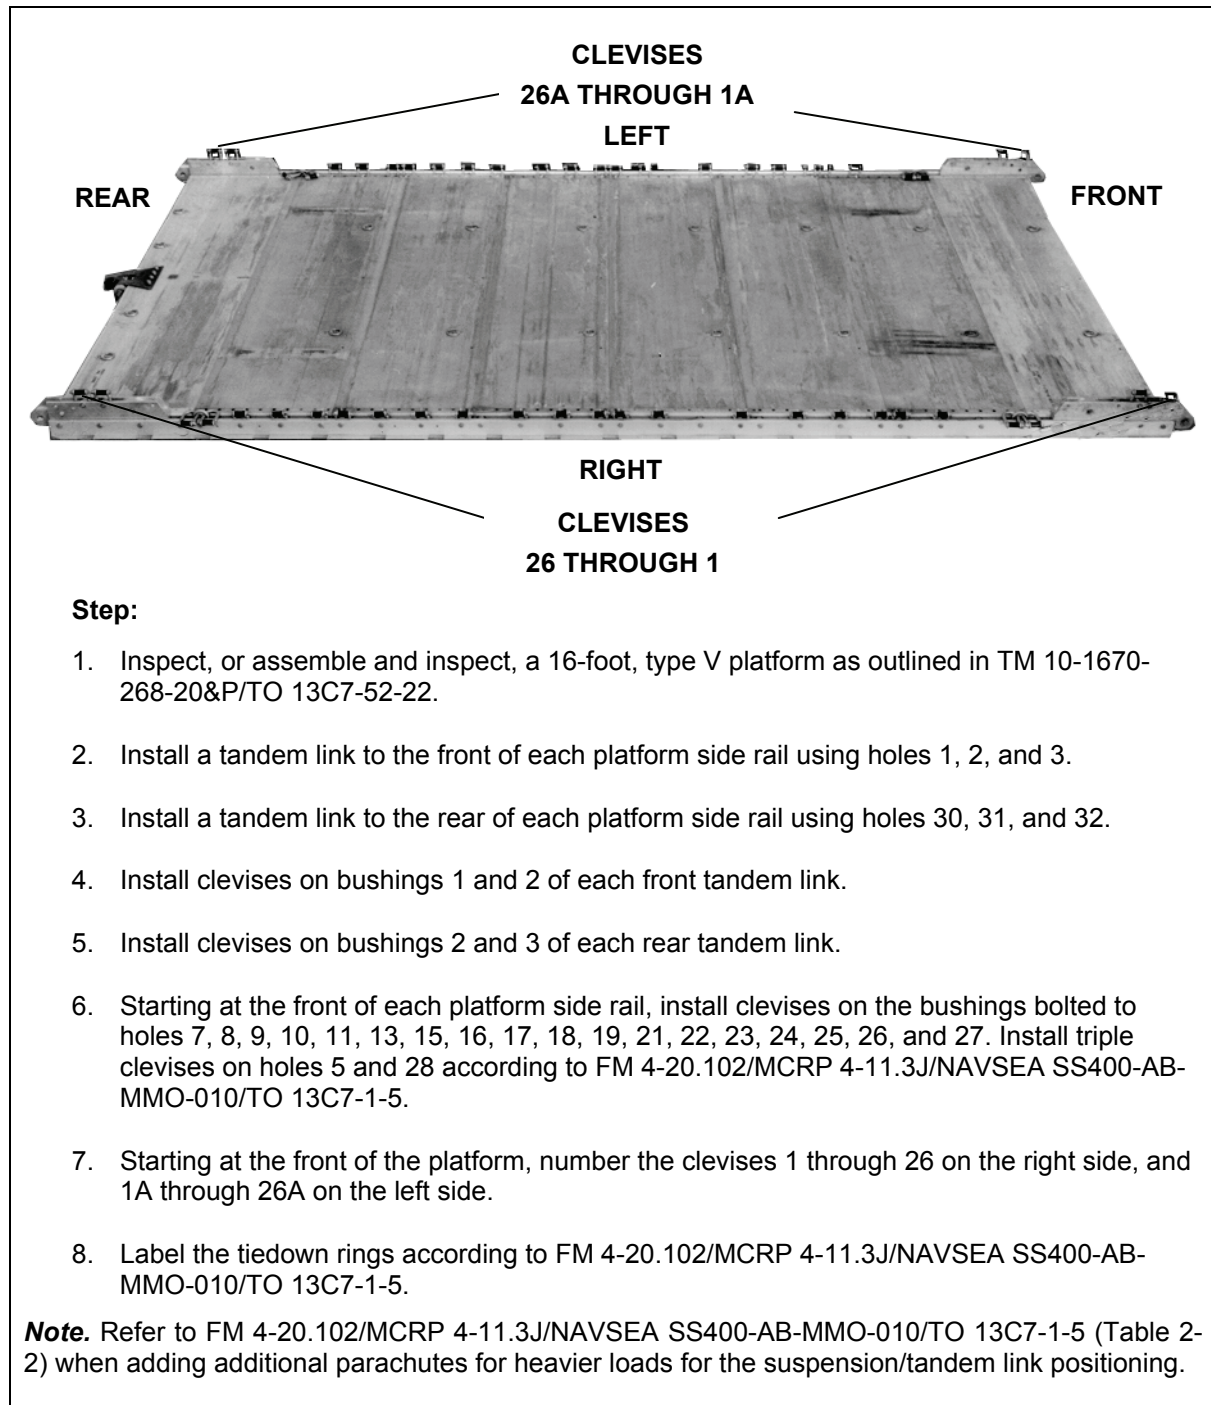 CLEVISES
26A THROUGH 1A
LEFT
REAR
FRONT
RIGHT
CLEVISES
26 THROUGH 1
Step:
1. Inspect, or assemble and inspect, a 16-foot, type V platform as outlined in TM 10-1670-
268-20&P/TO 13C7-52-22.
2. Install a tandem link to the front of each platform side rail using holes 1, 2, and 3.
3. Install a tandem link to the rear of each platform side rail using holes 30, 31, and 32.
4. Install clevises on bushings 1 and 2 of each front tandem link.
5. Install clevises on bushings 2 and 3 of each rear tandem link.
6. Starting at the front of each platform side rail, install clevises on the bushings bolted to
holes 7, 8, 9, 10, 11, 13, 15, 16, 17, 18, 19, 21, 22, 23, 24, 25, 26, and 27. Install triple
clevises on holes 5 and 28 according to FM 4-20.102/MCRP 4-11.3J/NAVSEA SS400-AB-
MMO-010/TO 13C7-1-5.
7. Starting at the front of the platform, number the clevises 1 through 26 on the right side, and
1A through 26A on the left side.
8. Label the tiedown rings according to FM 4-20.102/MCRP 4-11.3J/NAVSEA SS400-AB-
MMO-010/TO 13C7-1-5.
Note. Refer to FM 4-20.102/MCRP 4-11.3J/NAVSEA SS400-AB-MMO-010/TO 13C7-1-5 (Table 2-
2) when adding additional parachutes for heavier loads for the suspension/tandem link positioning.